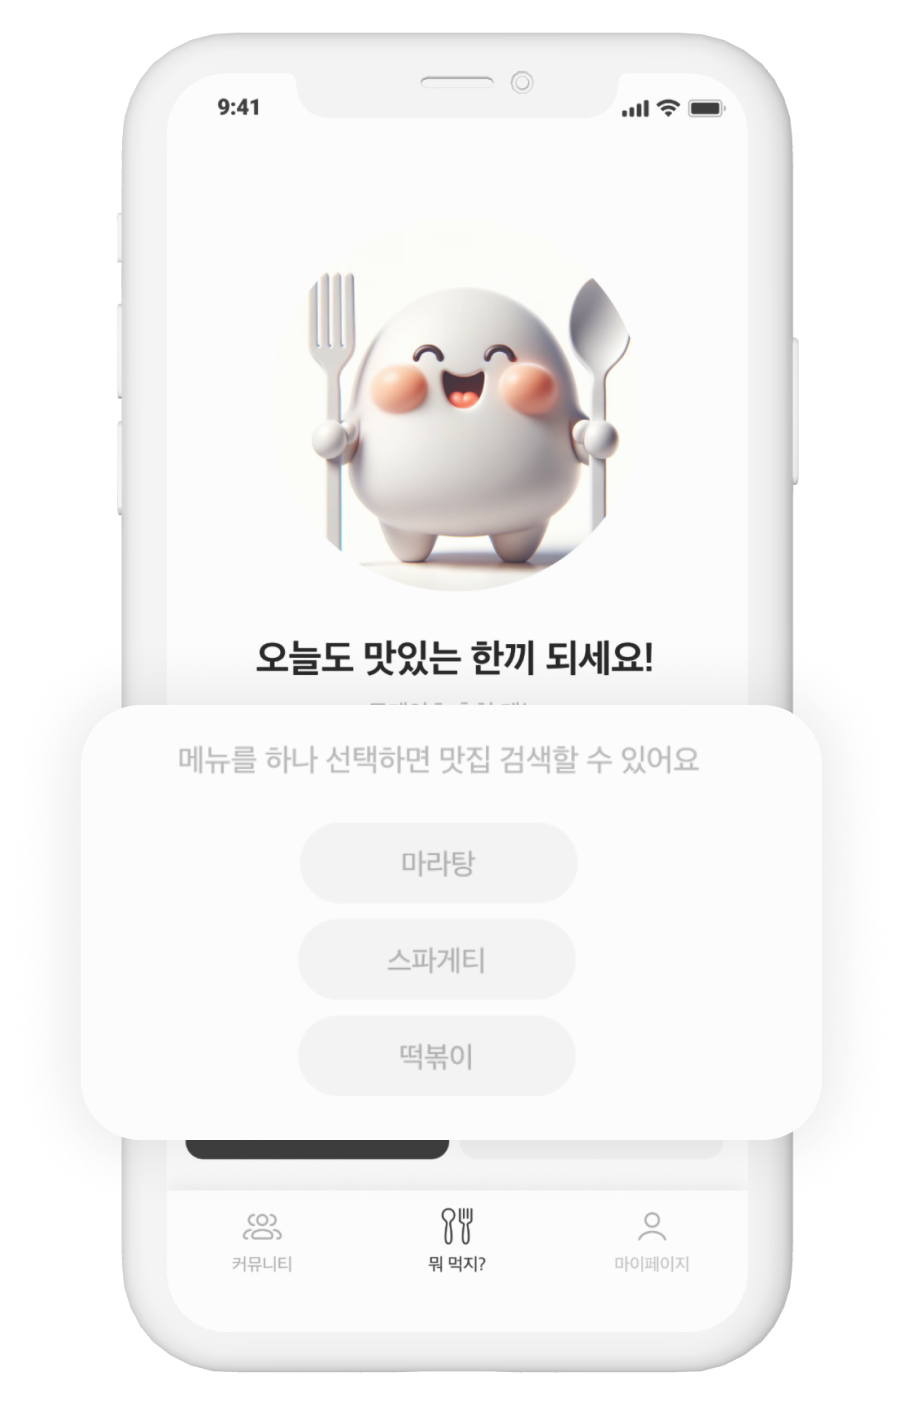 9:41
오늘도 맛있는 한끼 되세요!
메뉴를 하나 선택하면 맛집 검색할 수 있어요
마라탕
스파게티
떡볶이
커뮤니티
뭐 먹지?
마이페이지